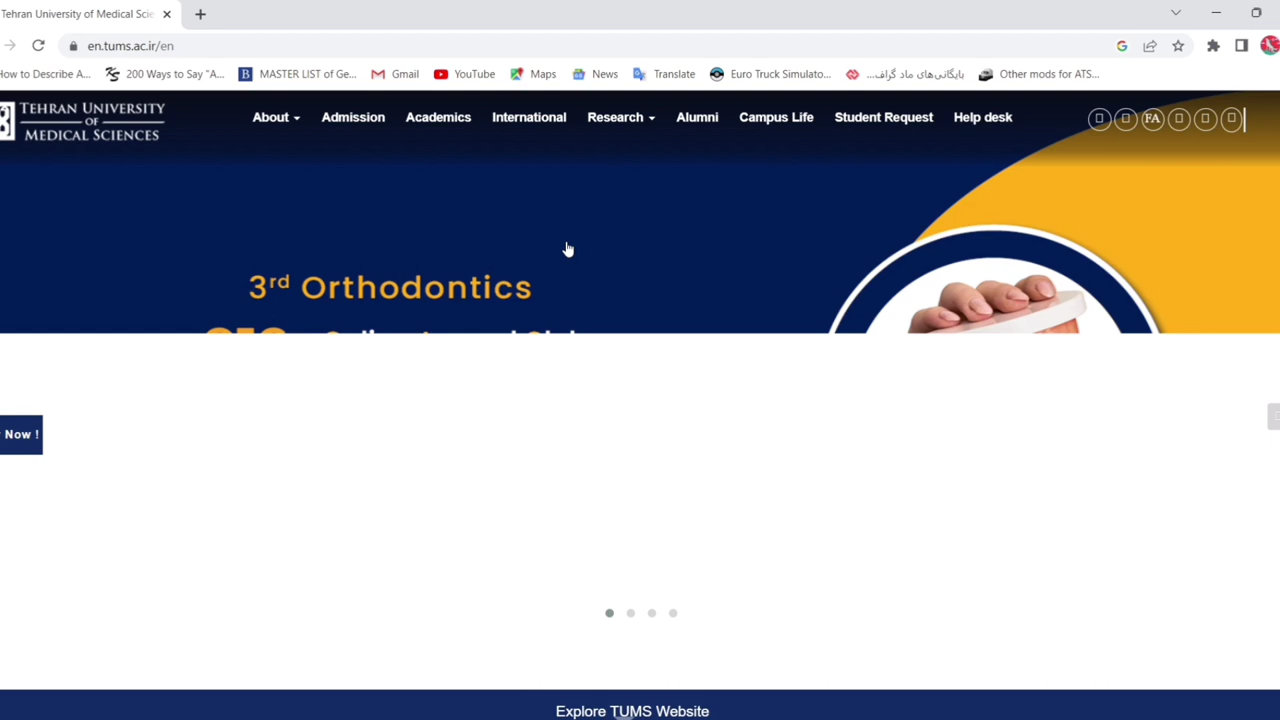 Tehran University of Medical Scie
en.tums.ac.ir/en
How to Describe A...
200 Ways to Say "A...
MASTER LIST of Ge...
Gmail
YouTube
Maps
News
Translate
Euro Truck Simulato...
بایگانی‌های ماد گراف...
Other mods for ATS...
TEHRAN UNIVERSITY
OF
MEDICAL SCIENCES
About
Admission
Academics
International
Research
Alumni
Campus Life
Student Request
Help desk
FA
3rd Orthodontics
Now !
Explore TUMS Website